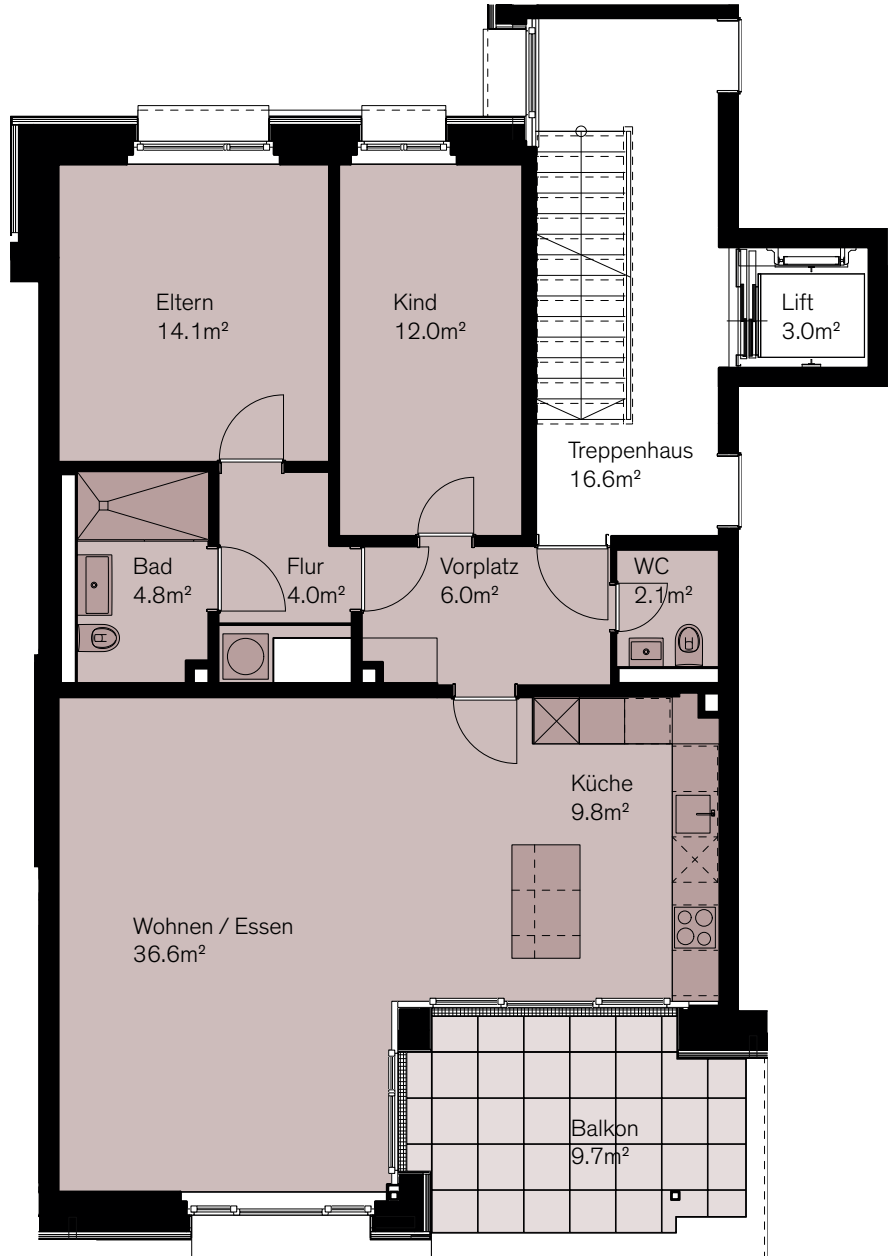 Eltern
14.1m²
Kind
12.0m²
Lift
3.0m²
Treppenhaus
16.6m²
Bad
4.8m²
Flur
4.0m²
Vorplatz
6.0m²
WC
2.1m²
Küche
9.8m²
Wohnen / Essen
36.6m²
Balkon
9.7m²